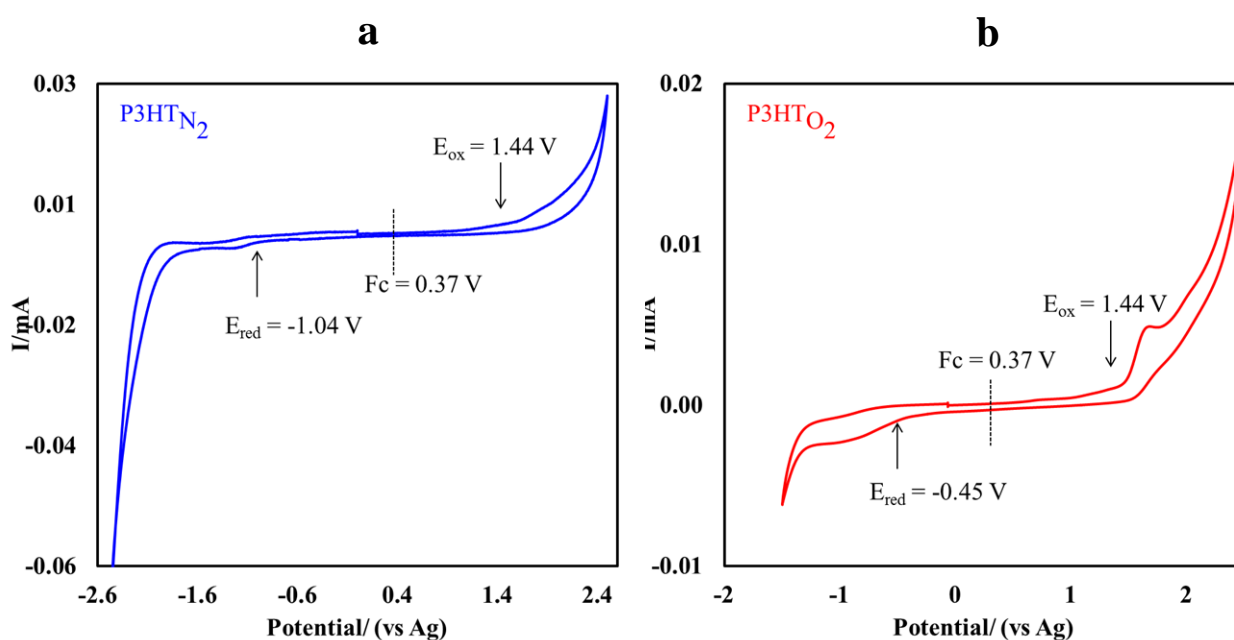 a
b
P3HTN2
Eox = 1.44 V
Fc = 0.37 V
Ered = -1.04 V
0.03
0.01
-0.02
-0.04
-0.06
I/mA
-2.6 -1.6 -0.6 0.4 1.4 2.4
Potential/ (vs Ag)
P3HTO2
Eox = 1.44 V
Fc = 0.37 V
Ered = -0.45 V
0.02
0.01
0.00
-0.01
I/mA
-2 -1 0 1 2
Potential/ (vs Ag)